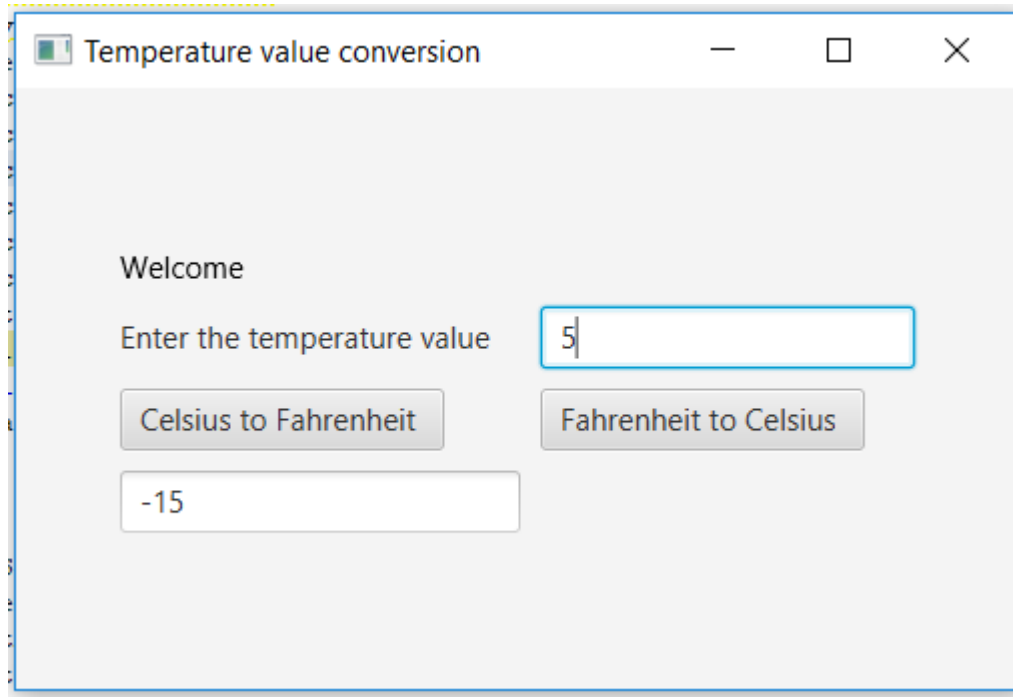 Temperature value conversion
Welcome
Enter the temperature value 5
Celsius to Fahrenheit Fahrenheit to Celsius
-15